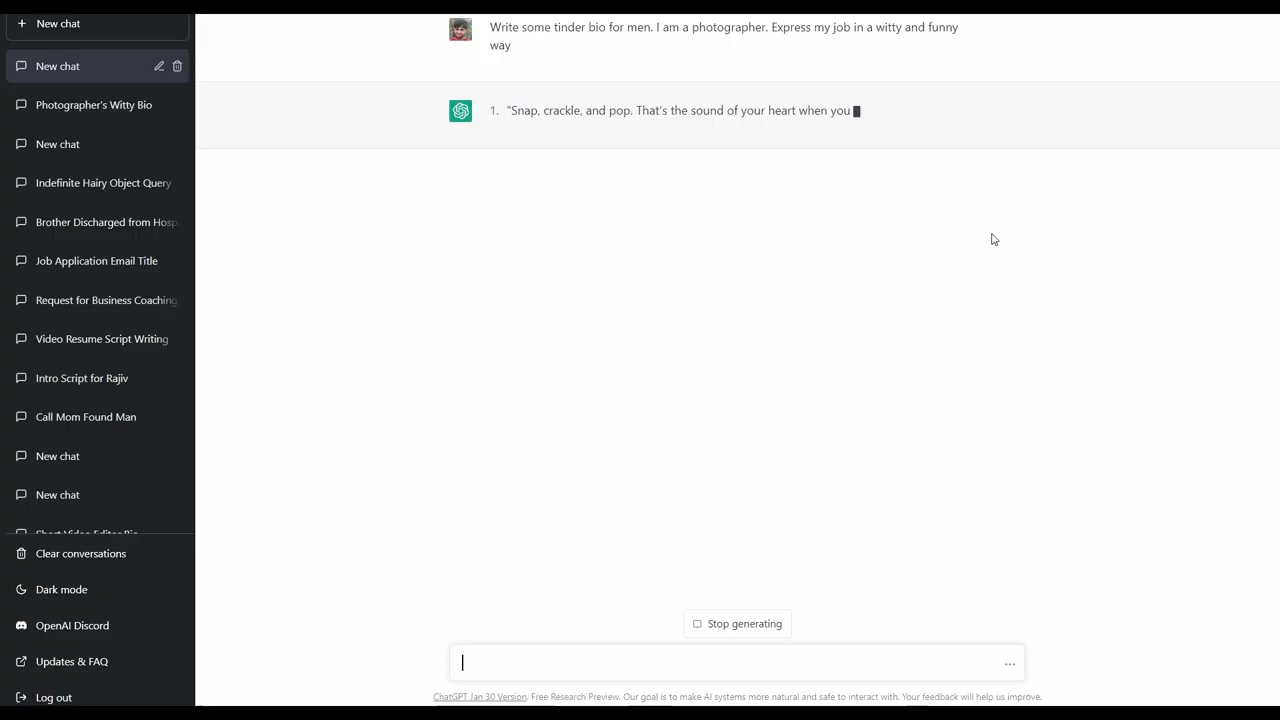 New chat
New chat
Photographer's Witty Bio
New chat
Indefinite Hairy Object Query
Brother Discharged from Hosp
Job Application Email Title
Request for Business Coaching
Video Resume Script Writing
Intro Script for Rajiv
Call Mom Found Man
New chat
New chat
Short Video Editor Bio
Clear conversations
Dark mode
OpenAI Discord
Updates & FAQ
Log out
Write some tinder bio for men. I am a photographer. Express my job in a witty and funny
way
1. "Snap, crackle, and pop. That's the sound of your heart when you
Stop generating
ChatGPT Jan 30 Version. Free Research Preview. Our goal is to make AI systems more natural and safe to interact with. Your feedback will help us improve.